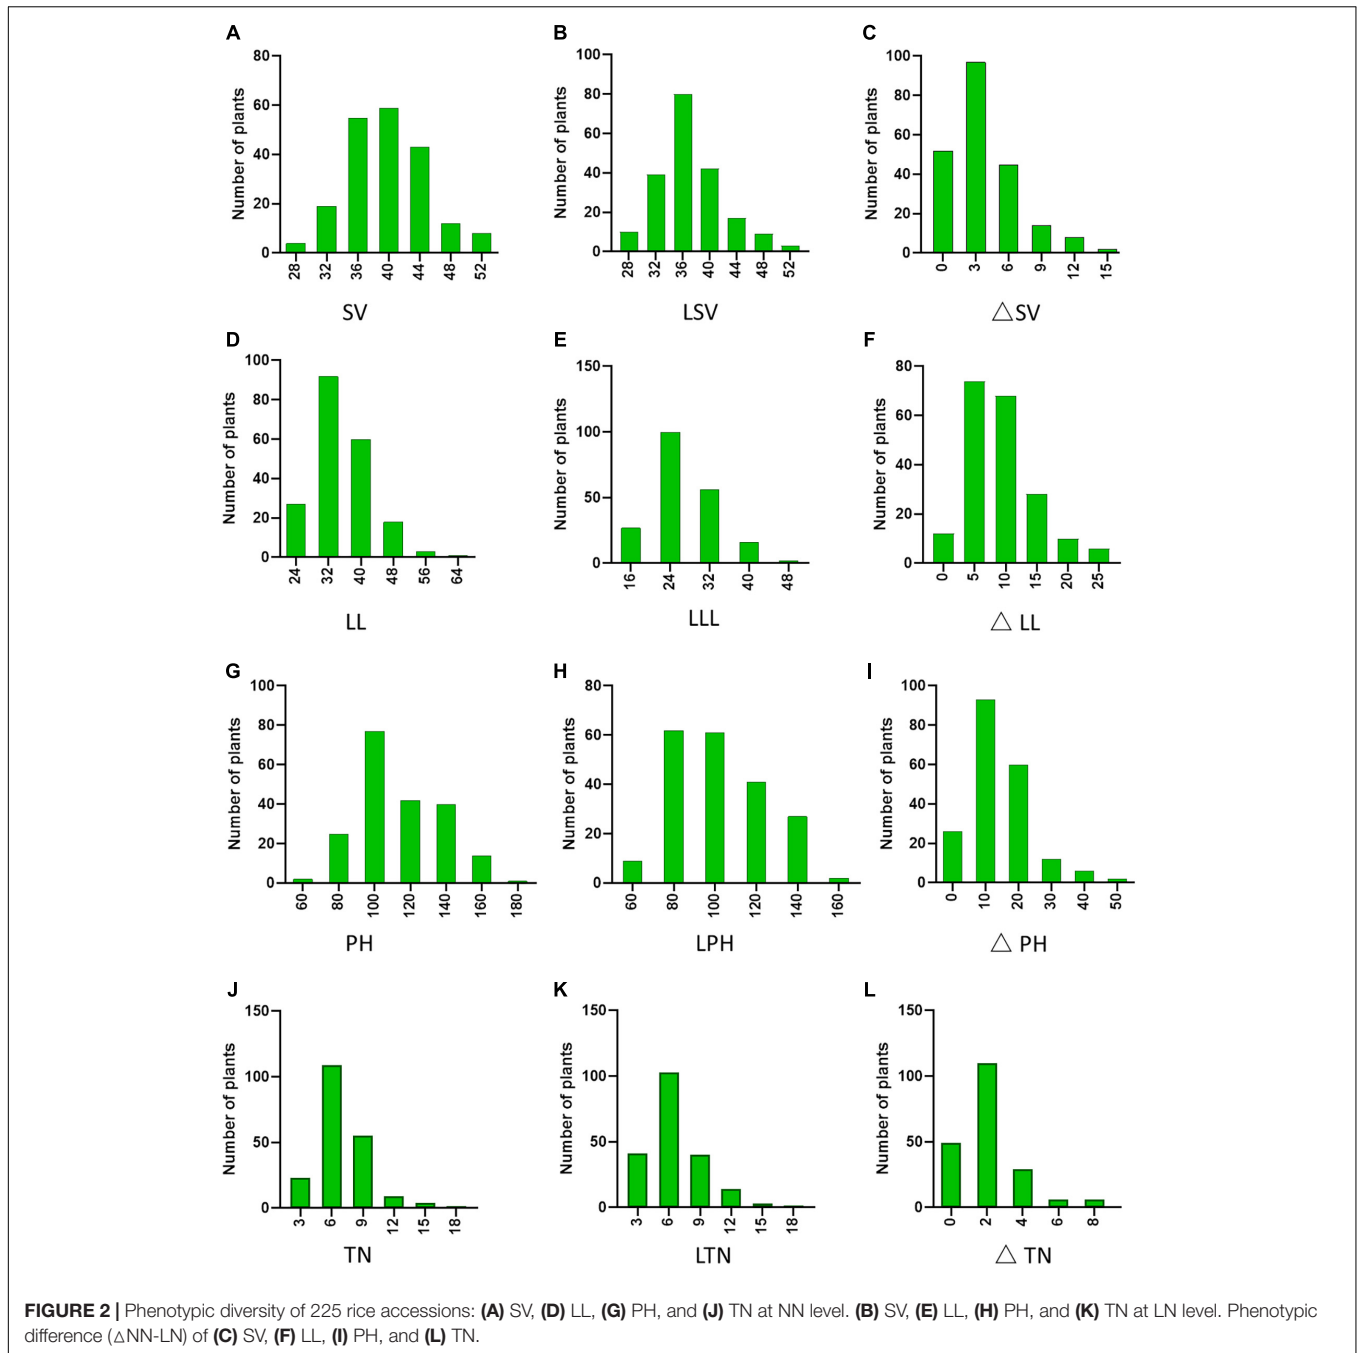 A
Number of plants
80
60
40
20
0
28 32 36 40 44 48 52
SV
B
Number of plants
100
80
60
40
20
0
28 32 36 40 44 48 52
LSV
C
Number of plants
100
80
60
40
20
0
0 3 6 9 12 15
△SV
D
Number of plants
100
80
60
40
20
0
24 32 40 48 56 64
LL
E
Number of plants
150
100
50
0
16 24 32 40 48
LLL
F
Number of plants
80
60
40
20
0
0 5 10 15 20 25
△ LL
G
Number of plants
100
80
60
40
20
0
60 80 100 120 140 160 180
PH
H
Number of plants
80
60
40
20
0
60 80 100 120 140 160
LPH
I
Number of plants
100
80
60
40
20
0
0 10 20 30 40 50
△ PH
J
Number of plants
150
100
50
0
3 6 9 12 15 18
TN
K
Number of plants
150
100
50
0
3 6 9 12 15 18
LTN
L
Number of plants
150
100
50
0
0 2 4 6 8
△ TN
FIGURE 2 | Phenotypic diversity of 225 rice accessions: (A) SV, (D) LL, (G) PH, and (J) TN at NN level. (B) SV, (E) LL, (H) PH, and (K) TN at LN level. Phenotypic
difference (△NN-LN) of (C) SV, (F) LL, (I) PH, and (L) TN.